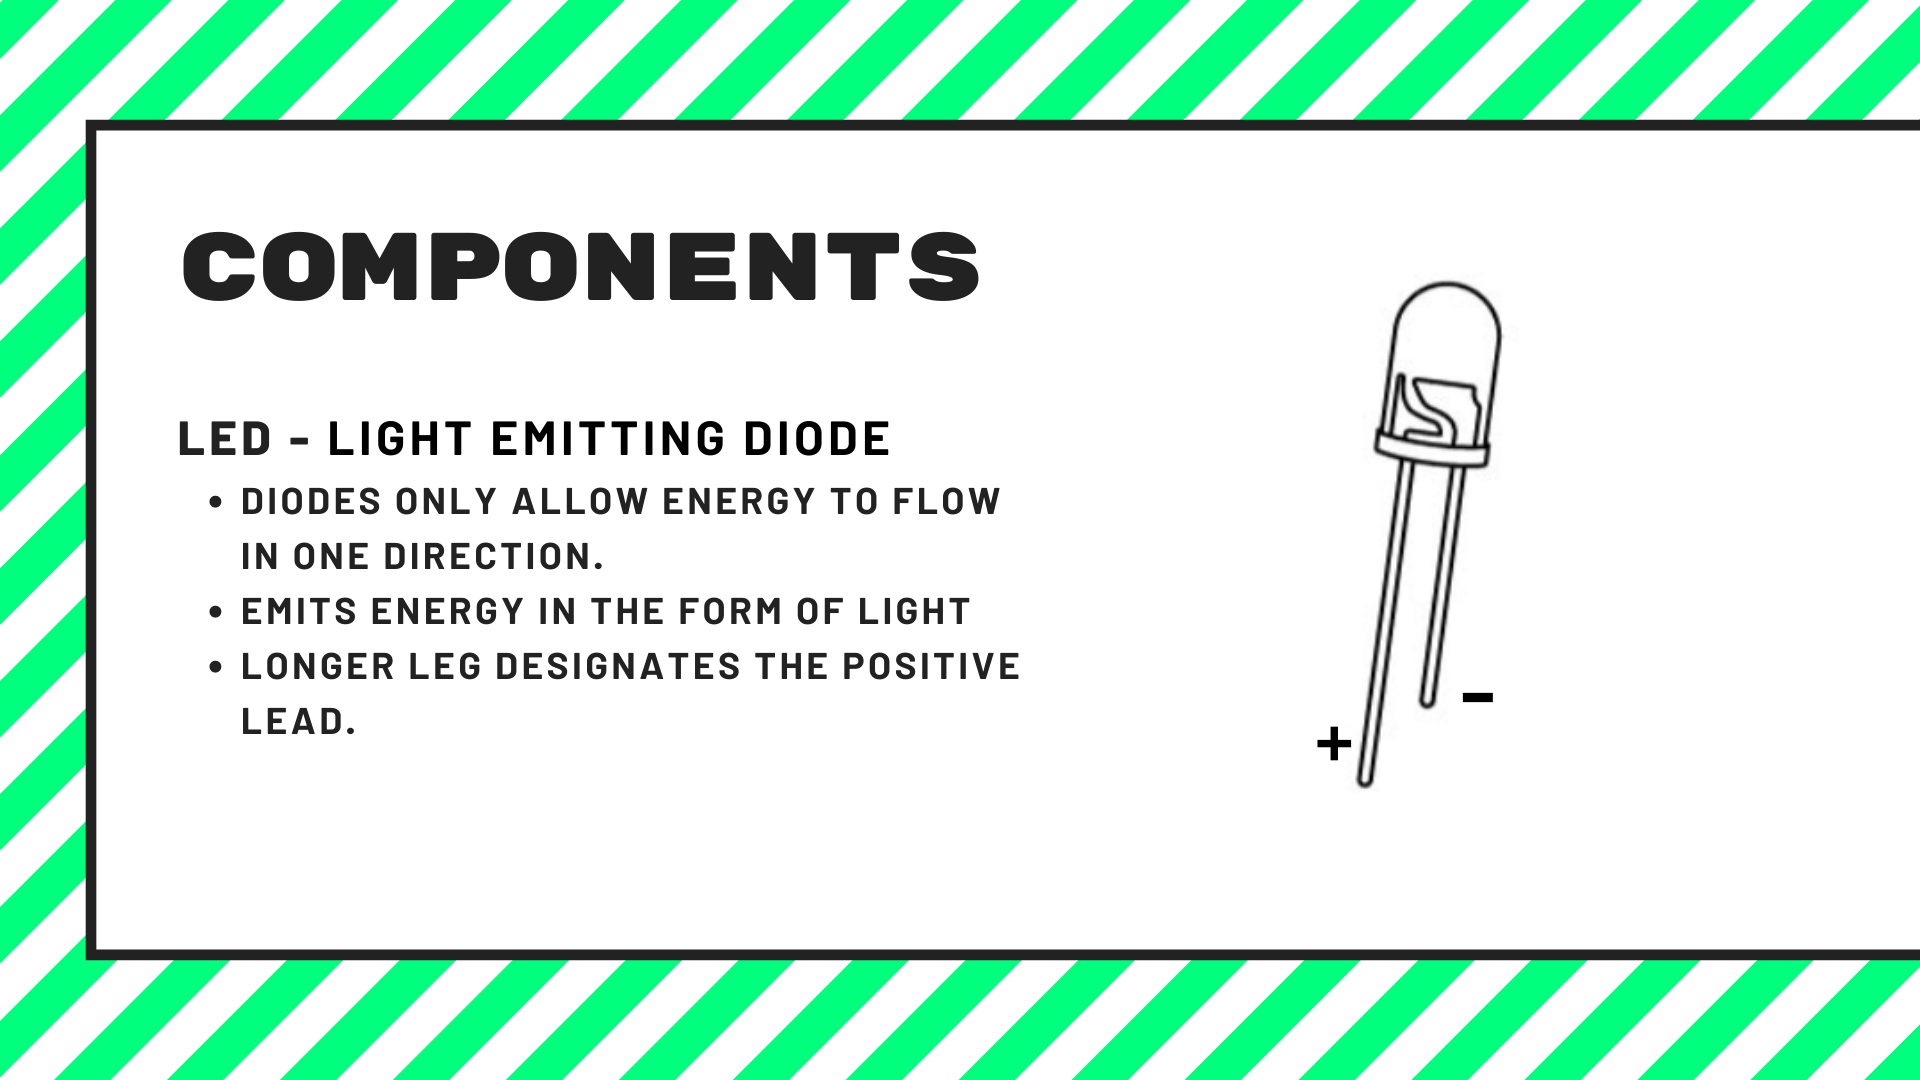 COMPONENTS
LED - LIGHT EMITTING DIODE
• DIODES ONLY ALLOW ENERGY TO FLOW
IN ONE DIRECTION.
• EMITS ENERGY IN THE FORM OF LIGHT
• LONGER LEG DESIGNATES THE POSITIVE
LEAD.
-
+